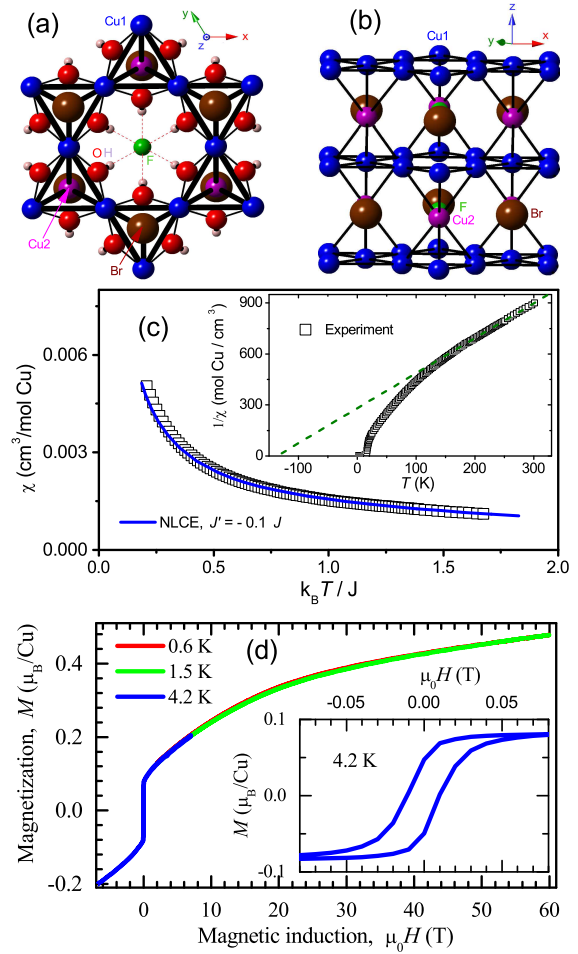 (a)
Cu1
y
z
x
O H
F
Cu2
Br
(b)
Cu1
z
y
x
F
Cu2
Br
(c)
χ (cm³/mol Cu)
0.006
0.003
0.000
0.0 0.5 1.0 1.5 2.0
k_BT / J
NLCE, J' = - 0.1 J
1/χ (mol Cu / cm³)
900
600
300
0
-100 0 100 200 300
T (K)
Experiment
(d)
Magnetization, M (μ_B/Cu)
0.4
0.2
0.0
-0.2
0 10 20 30 40 50 60
Magnetic induction, μ₀H (T)
0.6 K
1.5 K
4.2 K
μ₀H (T)
-0.05 0.00 0.05
M (μ_B/Cu)
0.1
0.0
-0.1
4.2 K